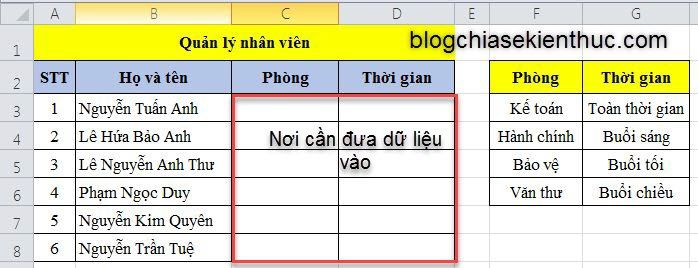 A B C D E F G
1 Quản lý nhân viên blogchiasekienthuc.com
2 STT Họ và tên Phòng Thời gian Phòng Thời gian
3 1 Nguyễn Tuấn Anh Kế toán Toàn thời gian
4 2 Lê Hứa Bảo Anh Nơi cần đưa dữ liệu Hành chính Buổi sáng
5 3 Lê Nguyễn Anh Thư vào Bảo vệ Buổi tối
6 4 Phạm Ngọc Duy Văn thư Buổi chiều
7 5 Nguyễn Kim Quyên
8 6 Nguyễn Trần Tuệ